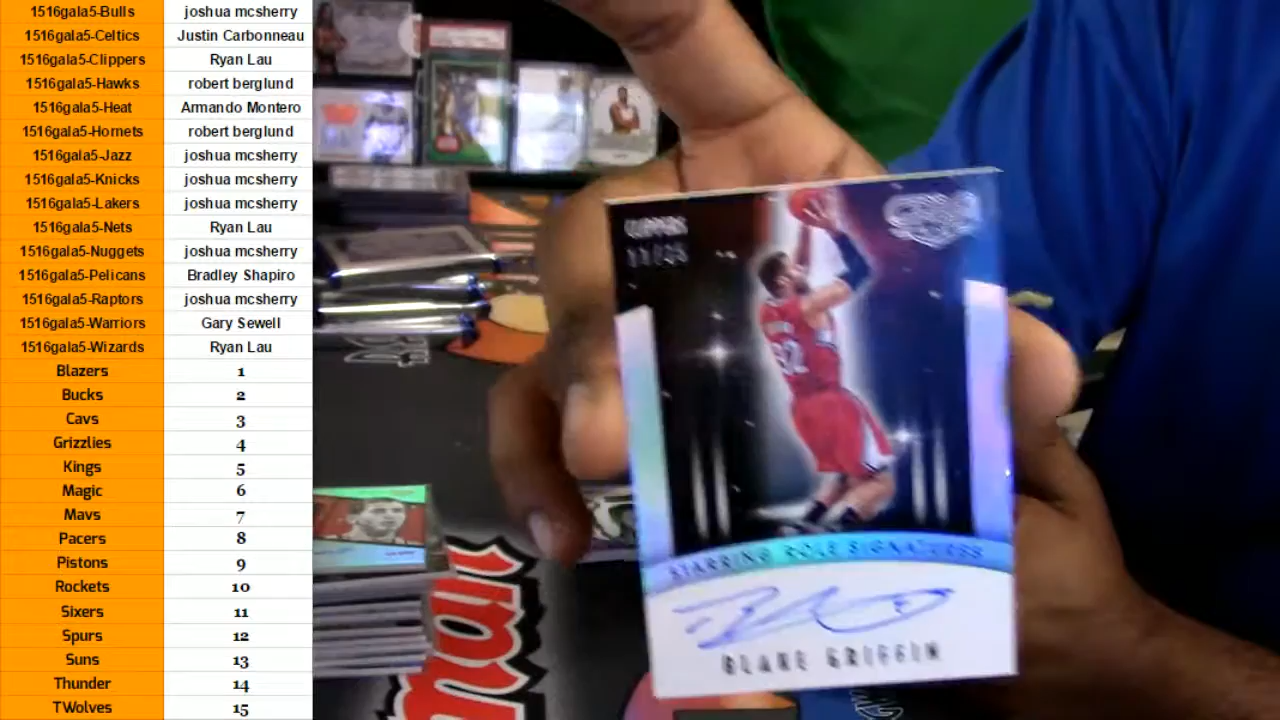 1516gala5-Bulls joshua mcsherry
1516gala5-Celtics Justin Carbonneau
1516gala5-Clippers Ryan Lau
1516gala5-Hawks robert berglund
1516gala5-Heat Armando Montero
1516gala5-Hornets robert berglund
1516gala5-Jazz joshua mcsherry
1516gala5-Knicks joshua mcsherry
1516gala5-Lakers joshua mcsherry
1516gala5-Nets Ryan Lau
1516gala5-Nuggets joshua mcsherry
1516gala5-Pelicans Bradley Shapiro
1516gala5-Raptors joshua mcsherry
1516gala5-Warriors Gary Sewell
1516gala5-Wizards Ryan Lau
Blazers 1
Bucks 2
Cavs 3
Grizzlies 4
Kings 5
Magic 6
Mavs 7
Pacers 8
Pistons 9
Rockets 10
Sixers 11
Spurs 12
Suns 13
Thunder 14
TWolves 15
CLIPPERS
32
STARRING ROLE SIGNATURES
BLAKE GRIFFIN